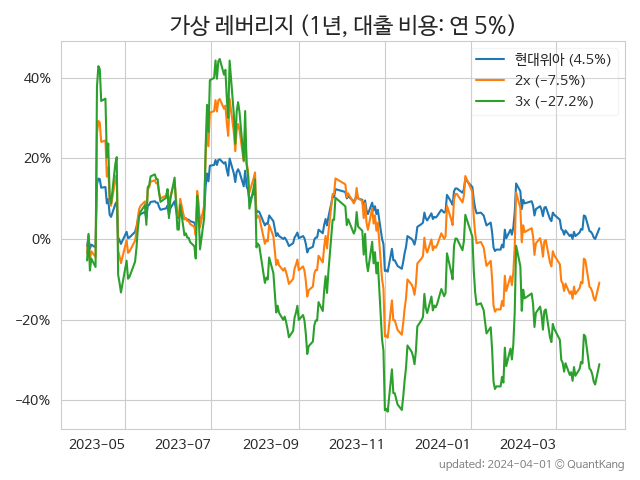 가상 레버리지 (1년, 대출 비용: 연 5%)
현대위아 (4.5%)
2x (−7.5%)
3x (−27.2%)
40%
20%
0%
−20%
−40%
2023−05 2023−07 2023−09 2023−11 2024−01 2024−03
updated: 2024−04−01 © QuantKang